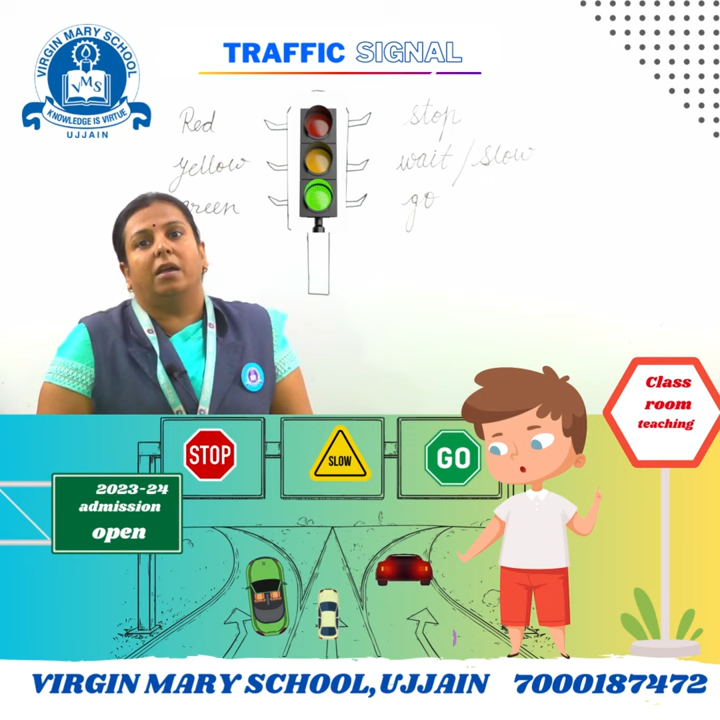 VIRGIN MARY SCHOOL
VMS
KNOWLEDGE IS VIRTUE
UJJAIN
TRAFFIC SIGNAL
Red stop
yellow wait / slow
green go
STOP
SLOW
GO
Class
room
teaching
2023-24
admission
open
VIRGIN MARY SCHOOL,UJJAIN 7000187472